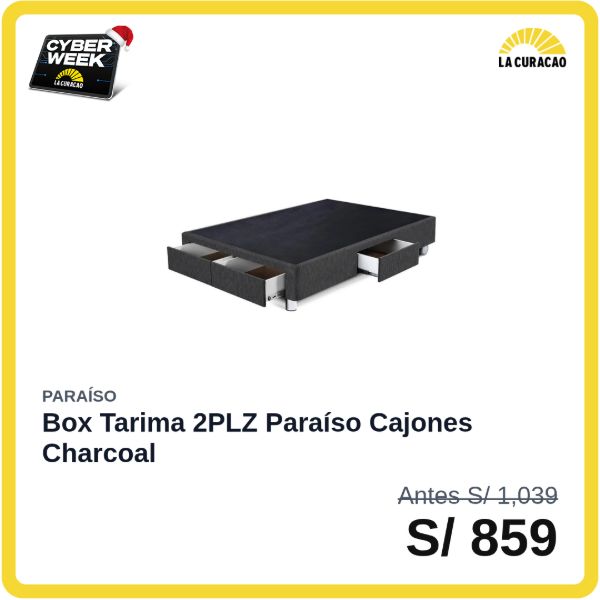 CYBER
WEEK
LA CURACAO
LA CURACAO
PARAÍSO
Box Tarima 2PLZ Paraíso Cajones
Charcoal
Antes S/ 1,039
S/ 859